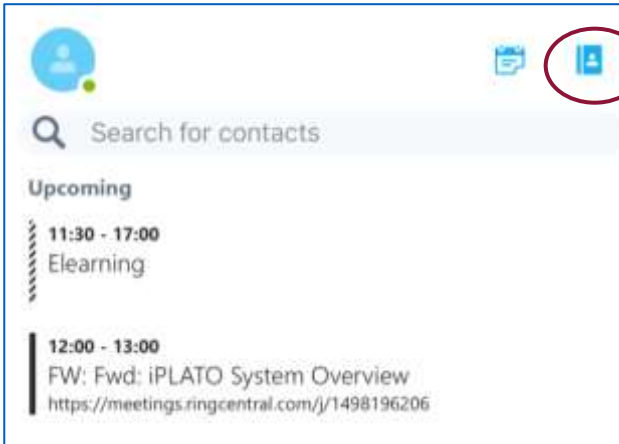 Search for contacts
Upcoming
11:30 - 17:00
Elearning
12:00 - 13:00
FW: Fwd: iPLATO System Overview
https://meetings.ringcentral.com/j/1498196206